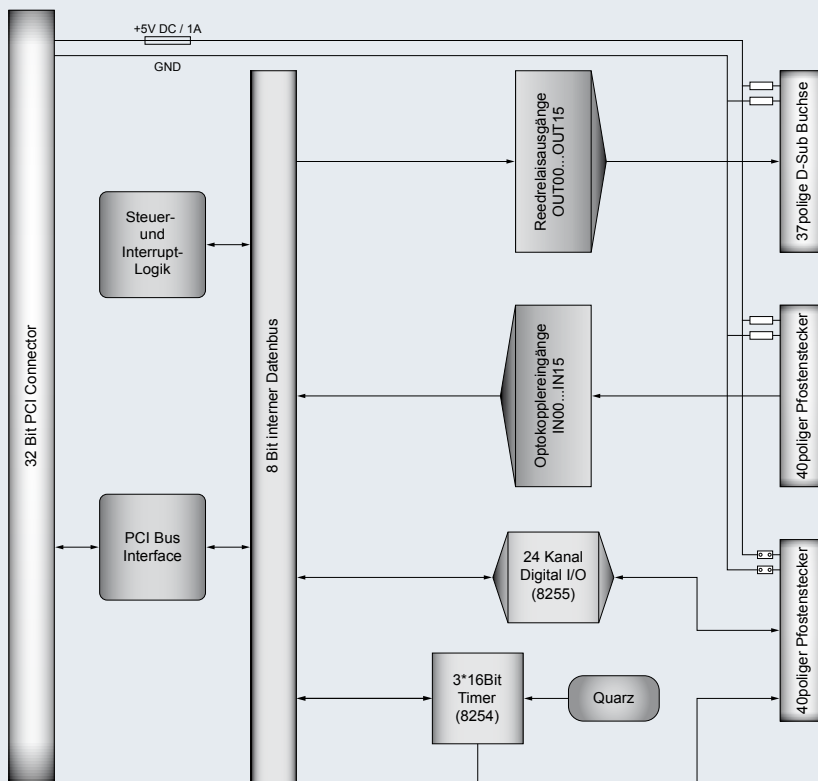 +5V DC / 1A
GND
32 Bit PCI Connector
Steuer-
und
Interrupt-
Logik
PCI Bus
Interface
8 Bit interner Datenbus
Reedrelaisausgänge
OUT00...OUT15
37polige D-Sub Buchse
Optokopplereingänge
IN00...IN15
40poliger Pfostenstecker
24 Kanal
Digital I/O
(8255)
40poliger Pfostenstecker
3*16Bit
Timer
(8254)
Quarz